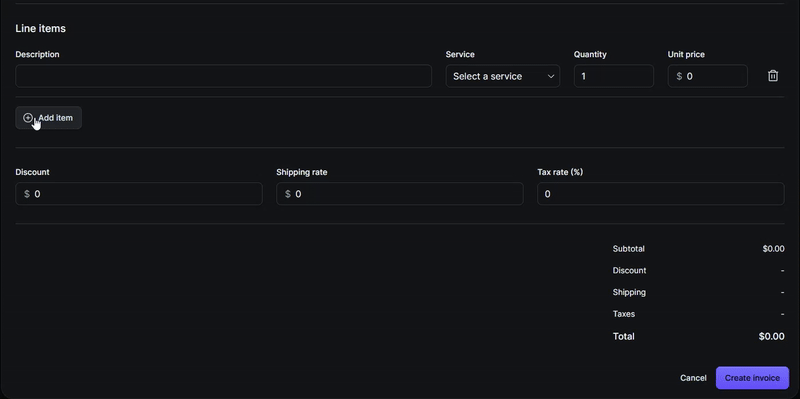 Line items
Description Service Quantity Unit price
Select a service 1 $ 0
Add item
Discount Shipping rate Tax rate (%)
$ 0 $ 0 0
Subtotal $0.00
Discount -
Shipping -
Taxes -
Total $0.00
Cancel Create invoice